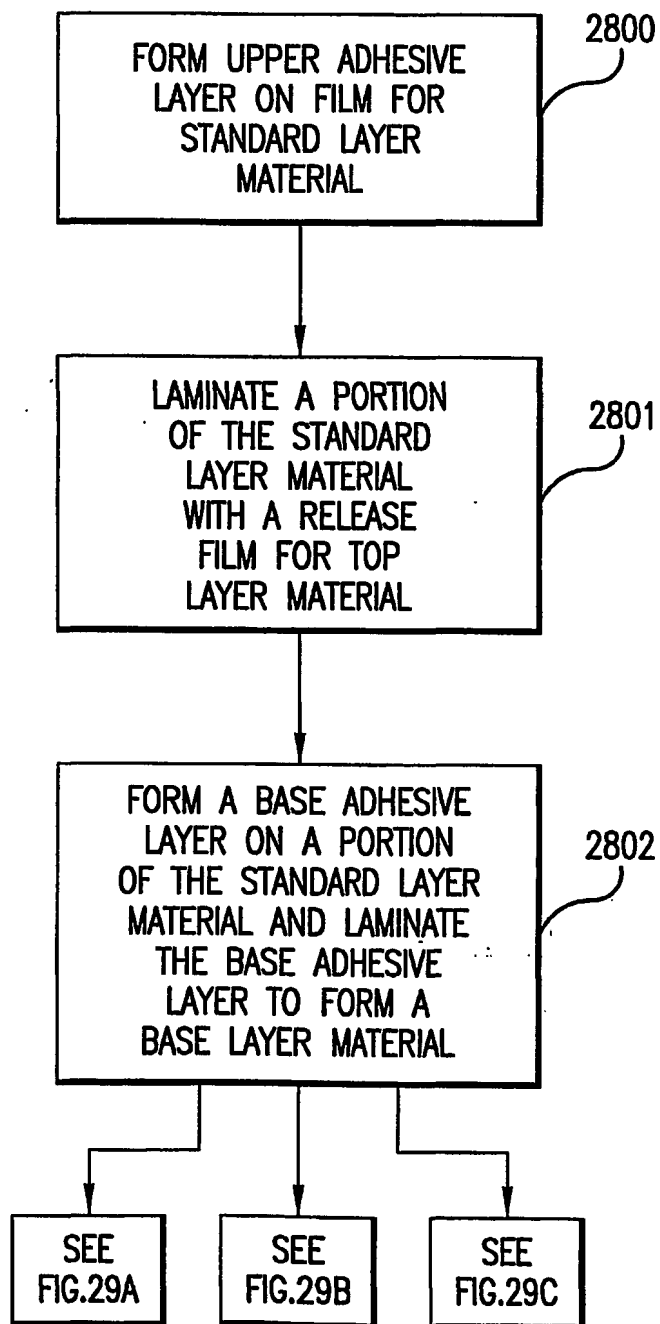 2800
FORM UPPER ADHESIVE
LAYER ON FILM FOR
STANDARD LAYER
MATERIAL
2801
LAMINATE A PORTION
OF THE STANDARD
LAYER MATERIAL
WITH A RELEASE
FILM FOR TOP
LAYER MATERIAL
2802
FORM A BASE ADHESIVE
LAYER ON A PORTION
OF THE STANDARD LAYER
MATERIAL AND LAMINATE
THE BASE ADHESIVE
LAYER TO FORM A
BASE LAYER MATERIAL
SEE
FIG.29A
SEE
FIG.29B
SEE
FIG.29C